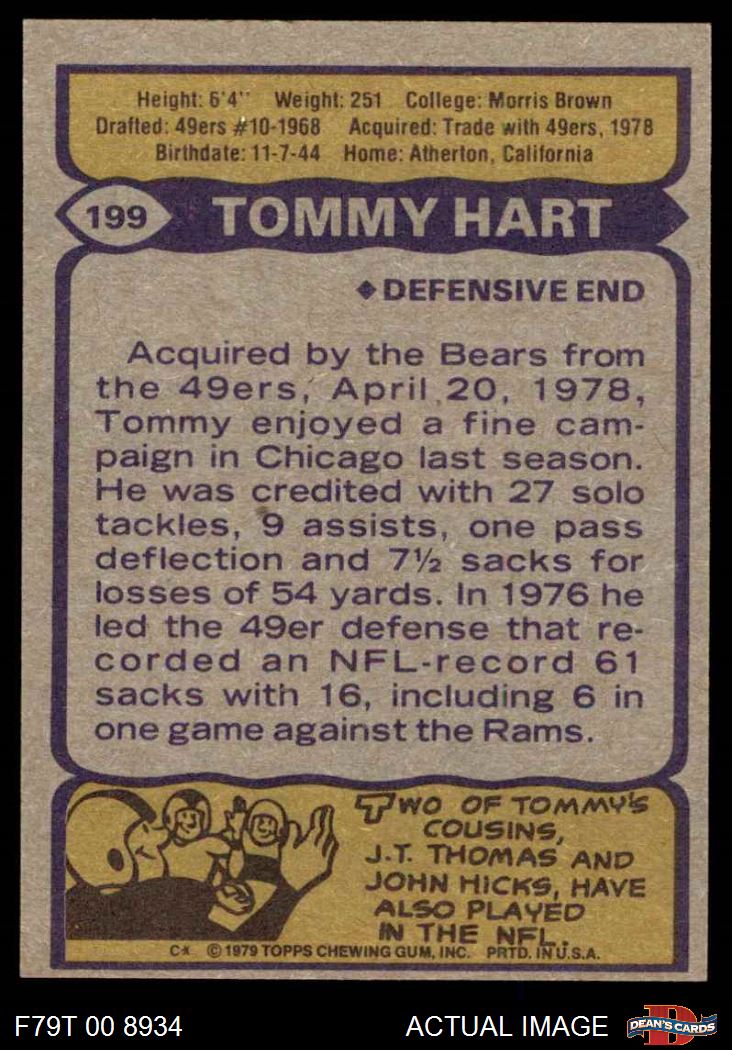 Height: 6'4" Weight: 251 College: Morris Brown
Drafted: 49ers #10-1968 Acquired: Trade with 49ers, 1978
Birthdate: 11-7-44 Home: Atherton, California
199 TOMMY HART
◆ DEFENSIVE END
Acquired by the Bears from
the 49ers, April 20, 1978,
Tommy enjoyed a fine cam-
paign in Chicago last season.
He was credited with 27 solo
tackles, 9 assists, one pass
deflection and 7½ sacks for
losses of 54 yards. In 1976 he
led the 49er defense that re-
corded an NFL-record 61
sacks with 16, including 6 in
one game against the Rams.
TWO OF TOMMY'S
COUSINS,
J.T. THOMAS AND
JOHN HICKS, HAVE
ALSO PLAYED
IN THE NFL.
C* © 1979 TOPPS CHEWING GUM, INC. PRTD. IN U.S.A.
F79T 00 8934 ACTUAL IMAGE D DEAN'S CARDS